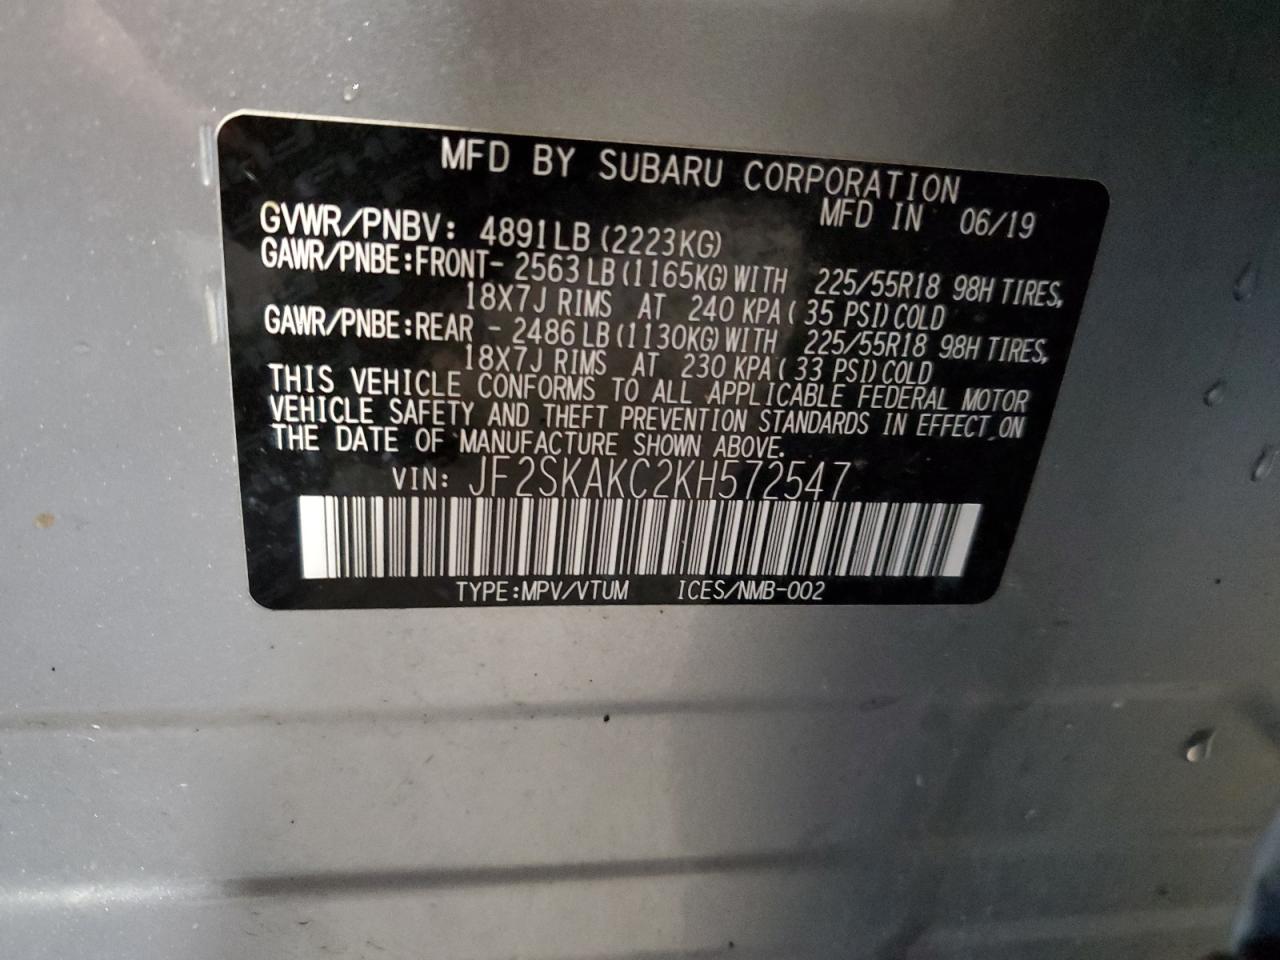 MFD BY SUBARU CORPORATION
MFD IN 06/19
GVWR/PNBV: 4891LB (2223KG)
GAWR/PNBE:FRONT- 2563 LB (1165KG) WITH 225/55R18 98H TIRES,
18X7J RIMS AT 240 KPA ( 35 PSI) COLD
GAWR/PNBE:REAR - 2486 LB (1130KG) WITH 225/55R18 98H TIRES,
18X7J RIMS AT 230 KPA ( 33 PSI) COLD
THIS VEHICLE CONFORMS TO ALL APPLICABLE FEDERAL MOTOR
VEHICLE SAFETY AND THEFT PREVENTION STANDARDS IN EFFECT ON
THE DATE OF MANUFACTURE SHOWN ABOVE.
VIN: JF2SKAKC2KH572547
TYPE:MPV/VTUM ICES/NMB-002